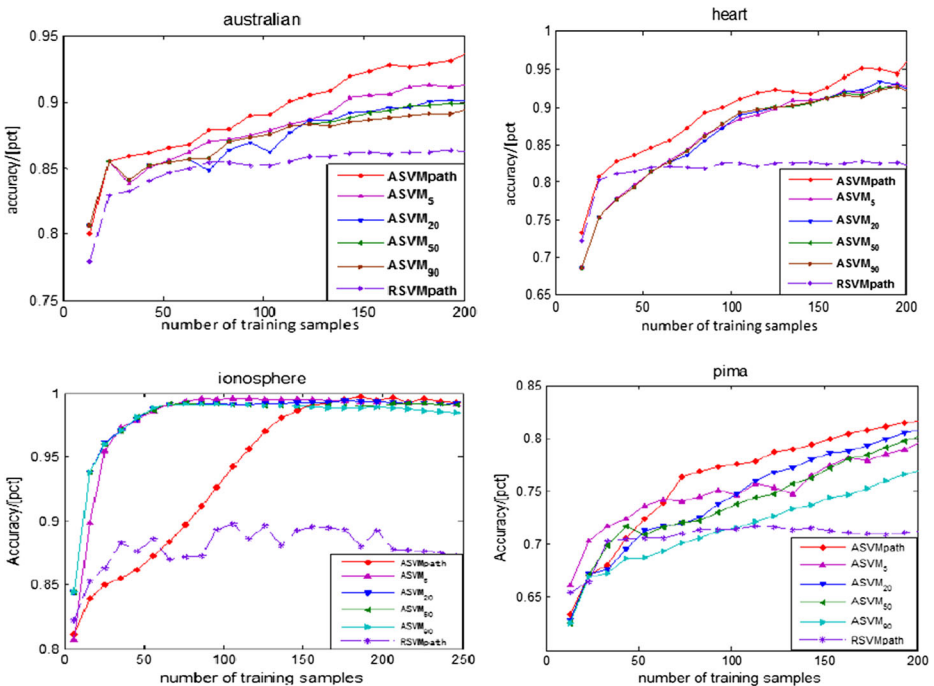 australian
accuracy/[pct]
0.95
0.9
0.85
0.8
0.75
0 50 100 150 200
number of training samples
ASVMpath
ASVM5
ASVM20
ASVM50
ASVM90
RSVMpath
heart
accuracy/[pct
1
0.95
0.9
0.85
0.8
0.75
0.7
0.65
0 50 100 150 200
number of training samples
ASVMpath
ASVM5
ASVM20
ASVM50
ASVM90
RSVMpath
ionosphere
Accuracy/[pct]
1
0.95
0.9
0.85
0.8
0 50 100 150 200 250
number of training samples
ASVMpath
ASVM5
ASVM20
ASVM50
ASVM90
RSVMpath
pima
Accuracy/[pct]
0.85
0.8
0.75
0.7
0.65
0 50 100 150 200
number of training samples
ASVMpath
ASVM5
ASVM20
ASVM50
ASVM90
RSVMpath